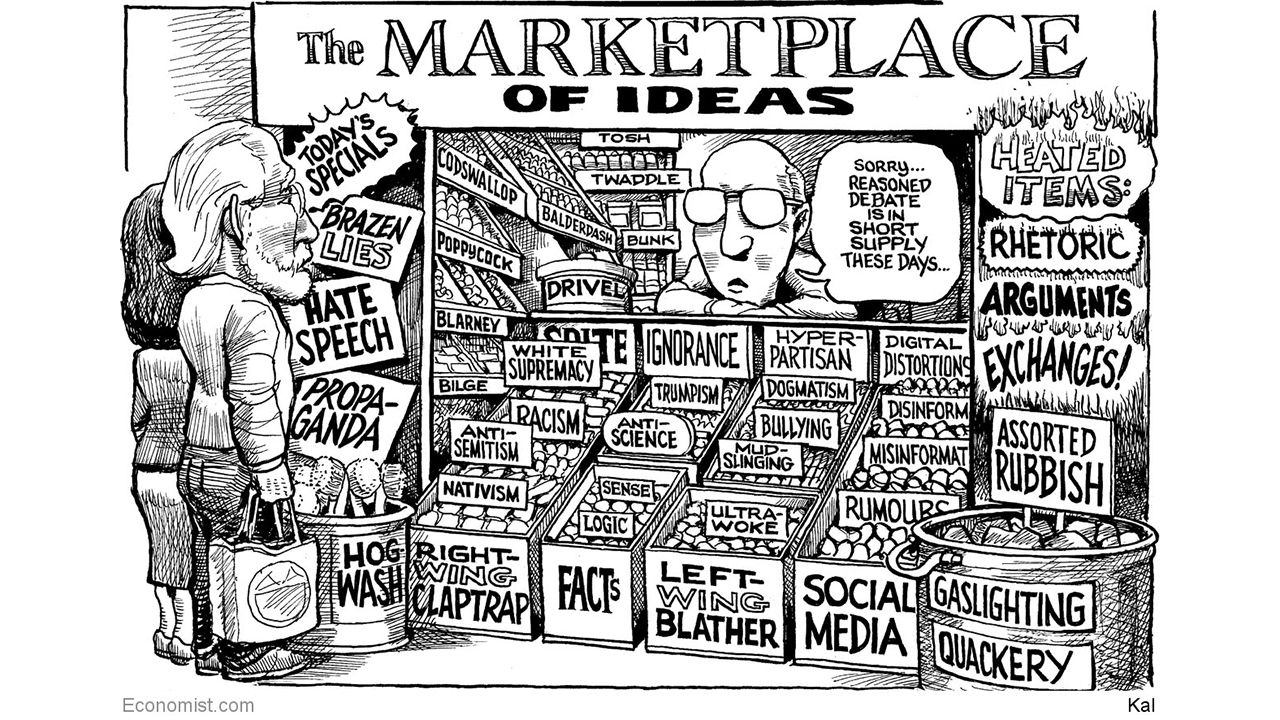 The MARKETPLACE
OF IDEAS
TODAY'S
SPECIALS
BRAZEN
LIES
HATE
SPEECH
PROPA-
GANDA
HOG-
WASH
CODSWALLOP
POPPYCOCK
BLARNEY
BILGE
BALDERDASH
TOSH
TWADDLE
BUNK
DRIVEL
SORRY...
REASONED
DEBATE
IS IN
SHORT
SUPPLY
THESE DAYS...
HEATED
ITEMS:
RHETORIC
ARGUMENTS
EXCHANGES!
SPITE
WHITE
SUPREMACY
RACISM
ANTI-
SEMITISM
NATIVISM
RIGHT-
WING
CLAPTRAP
IGNORANCE
TRUMPISM
ANTI-
SCIENCE
SENSE
LOGIC
FACTS
HYPER-
PARTISAN
DOGMATISM
BULLYING
MUD-
SLINGING
ULTRA-
WOKE
LEFT-
WING
BLATHER
DIGITAL
DISTORTIONS
DISINFORM
MISINFORMAT
RUMOURS
SOCIAL
MEDIA
ASSORTED
RUBBISH
GASLIGHTING
QUACKERY
Economist.com
Kal